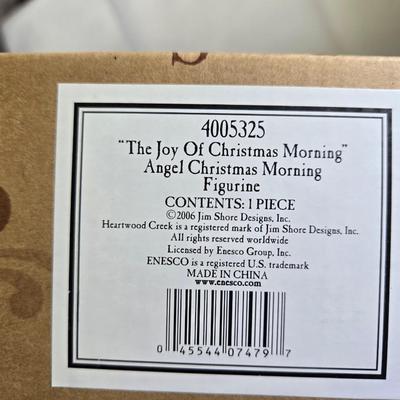 4005325
"The Joy Of Christmas Morning"
Angel Christmas Morning
Figurine
CONTENTS: 1 PIECE
©2006 Jim Shore Designs, Inc.
Heartwood Creek is a registered mark of Jim Shore Designs, Inc.
All rights reserved worldwide
Licensed by Enesco Group, Inc.
ENESCO is a registered U.S. trademark
MADE IN CHINA
www.enesco.com
0 45544 07479 7